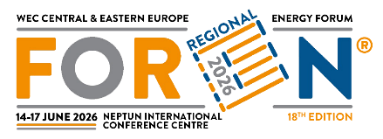 WEC CENTRAL & EASTERN EUROPE ENERGY FORUM
REGIONAL
2026
FOREN®
14-17 JUNE 2026 NEPTUN INTERNATIONAL
CONFERENCE CENTRE
18TH EDITION